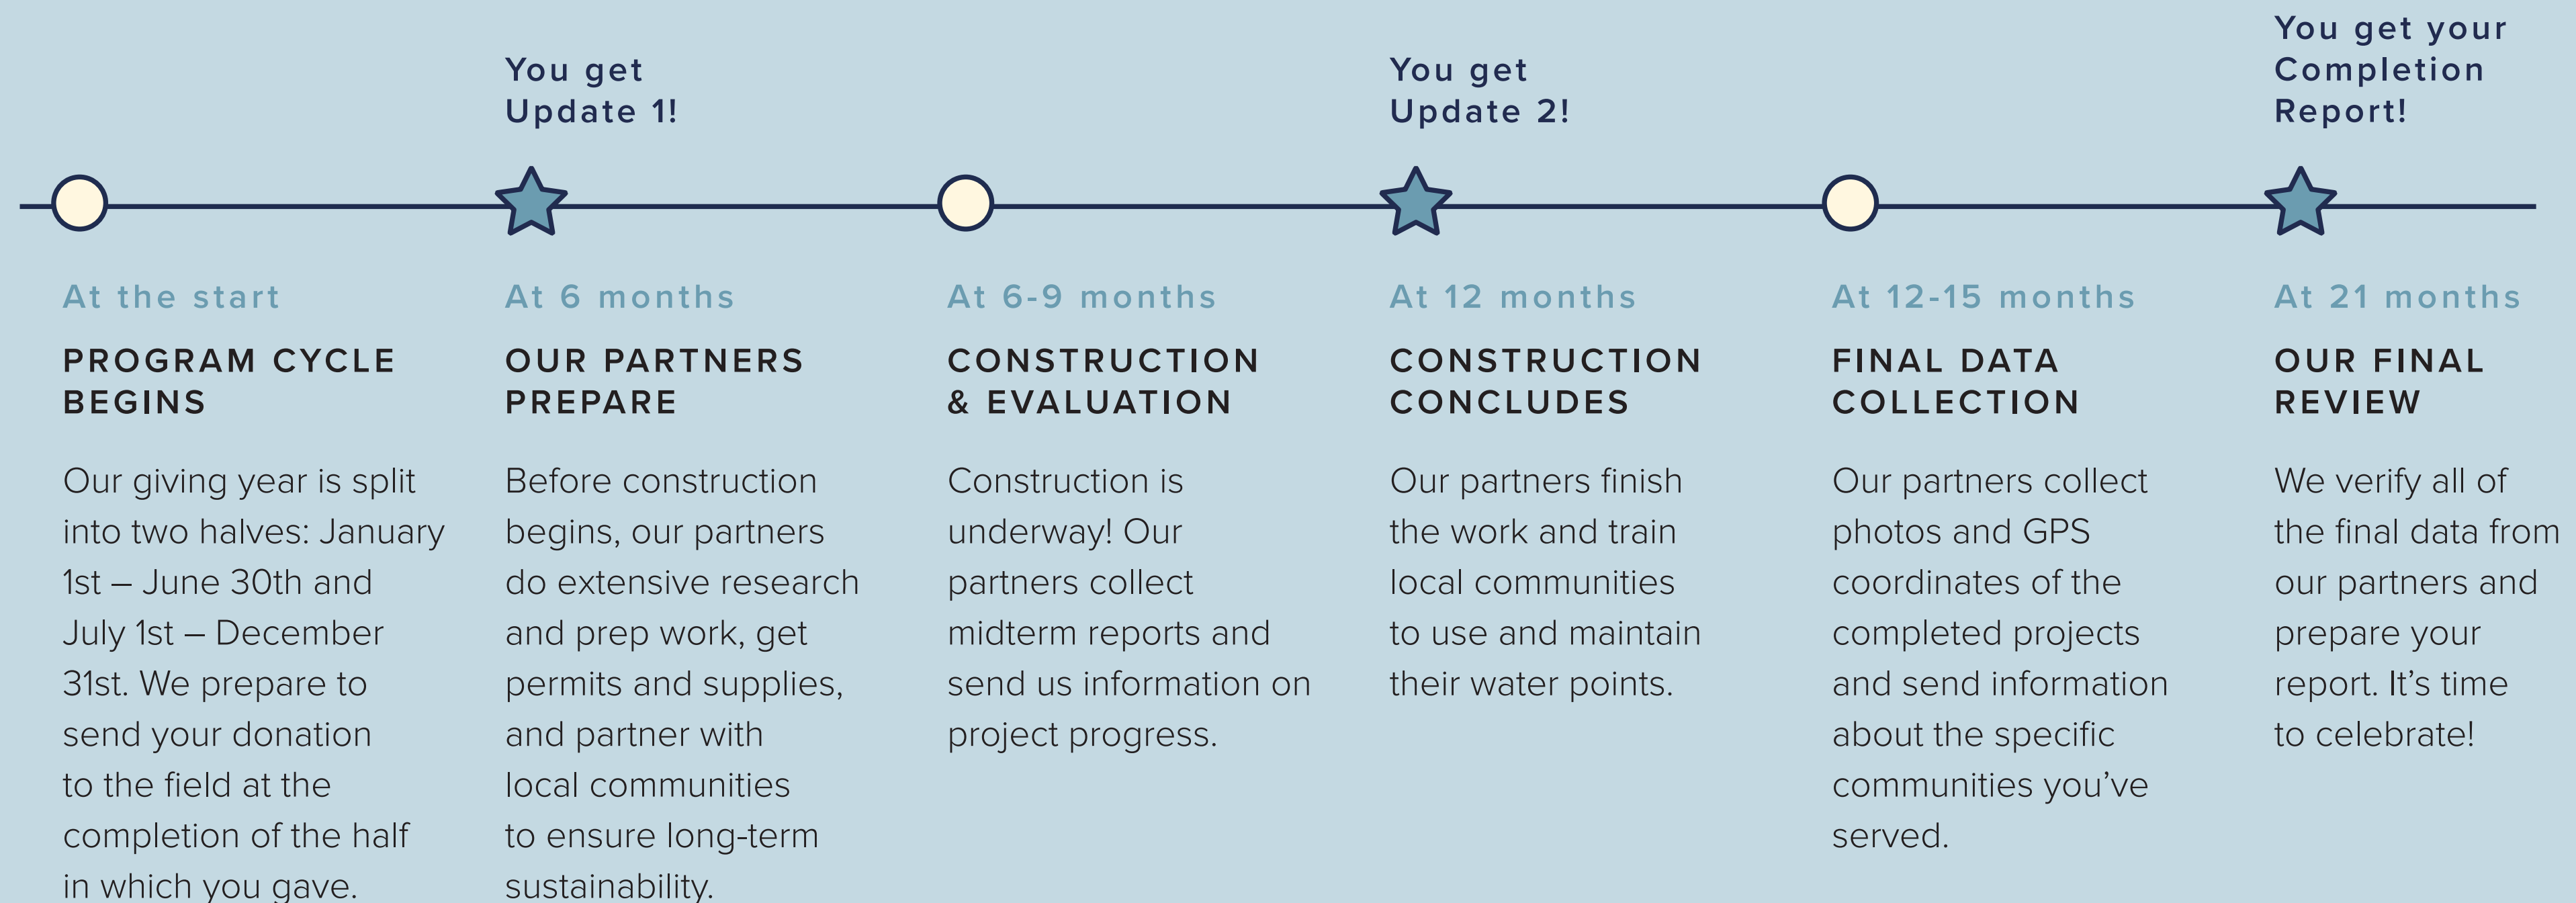 You get
Update 1!
You get
Update 2!
You get your
Completion
Report!
At the start
PROGRAM CYCLE
BEGINS
Our giving year is split
into two halves: January
1st – June 30th and
July 1st – December
31st. We prepare to
send your donation
to the field at the
completion of the half
in which you gave.
At 6 months
OUR PARTNERS
PREPARE
Before construction
begins, our partners
do extensive research
and prep work, get
permits and supplies,
and partner with
local communities
to ensure long-term
sustainability.
At 6-9 months
CONSTRUCTION
& EVALUATION
Construction is
underway! Our
partners collect
midterm reports and
send us information on
project progress.
At 12 months
CONSTRUCTION
CONCLUDES
Our partners finish
the work and train
local communities
to use and maintain
their water points.
At 12-15 months
FINAL DATA
COLLECTION
Our partners collect
photos and GPS
coordinates of the
completed projects
and send information
about the specific
communities you’ve
served.
At 21 months
OUR FINAL
REVIEW
We verify all of
the final data from
our partners and
prepare your
report. It’s time
to celebrate!